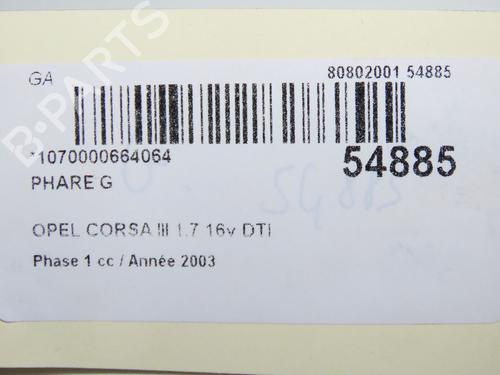 GA
80802001 54885
*1070000664064
54885
PHARE G
54885
OPEL CORSA III 1.7 16v DTI
Phase 1 cc / Année 2003
B-PARTS